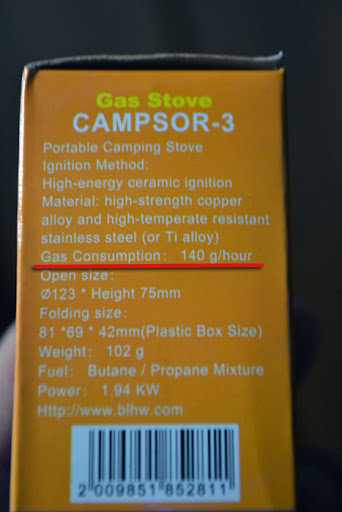 Gas Stove
CAMPSOR-3
Portable Camping Stove
Ignition Method:
High-energy ceramic ignition
Material: high-strength copper
alloy and high-temperate resistant
stainless steel (or Ti alloy)
Gas Consumption: 140 g/hour
Open size:
Ø123 * Height 75mm
Folding size:
81 *69 * 42mm(Plastic Box Size)
Weight: 102 g
Fuel: Butane / Propane Mixture
Power: 1.94 KW
Http://www.blhw.com
2 009851 852811